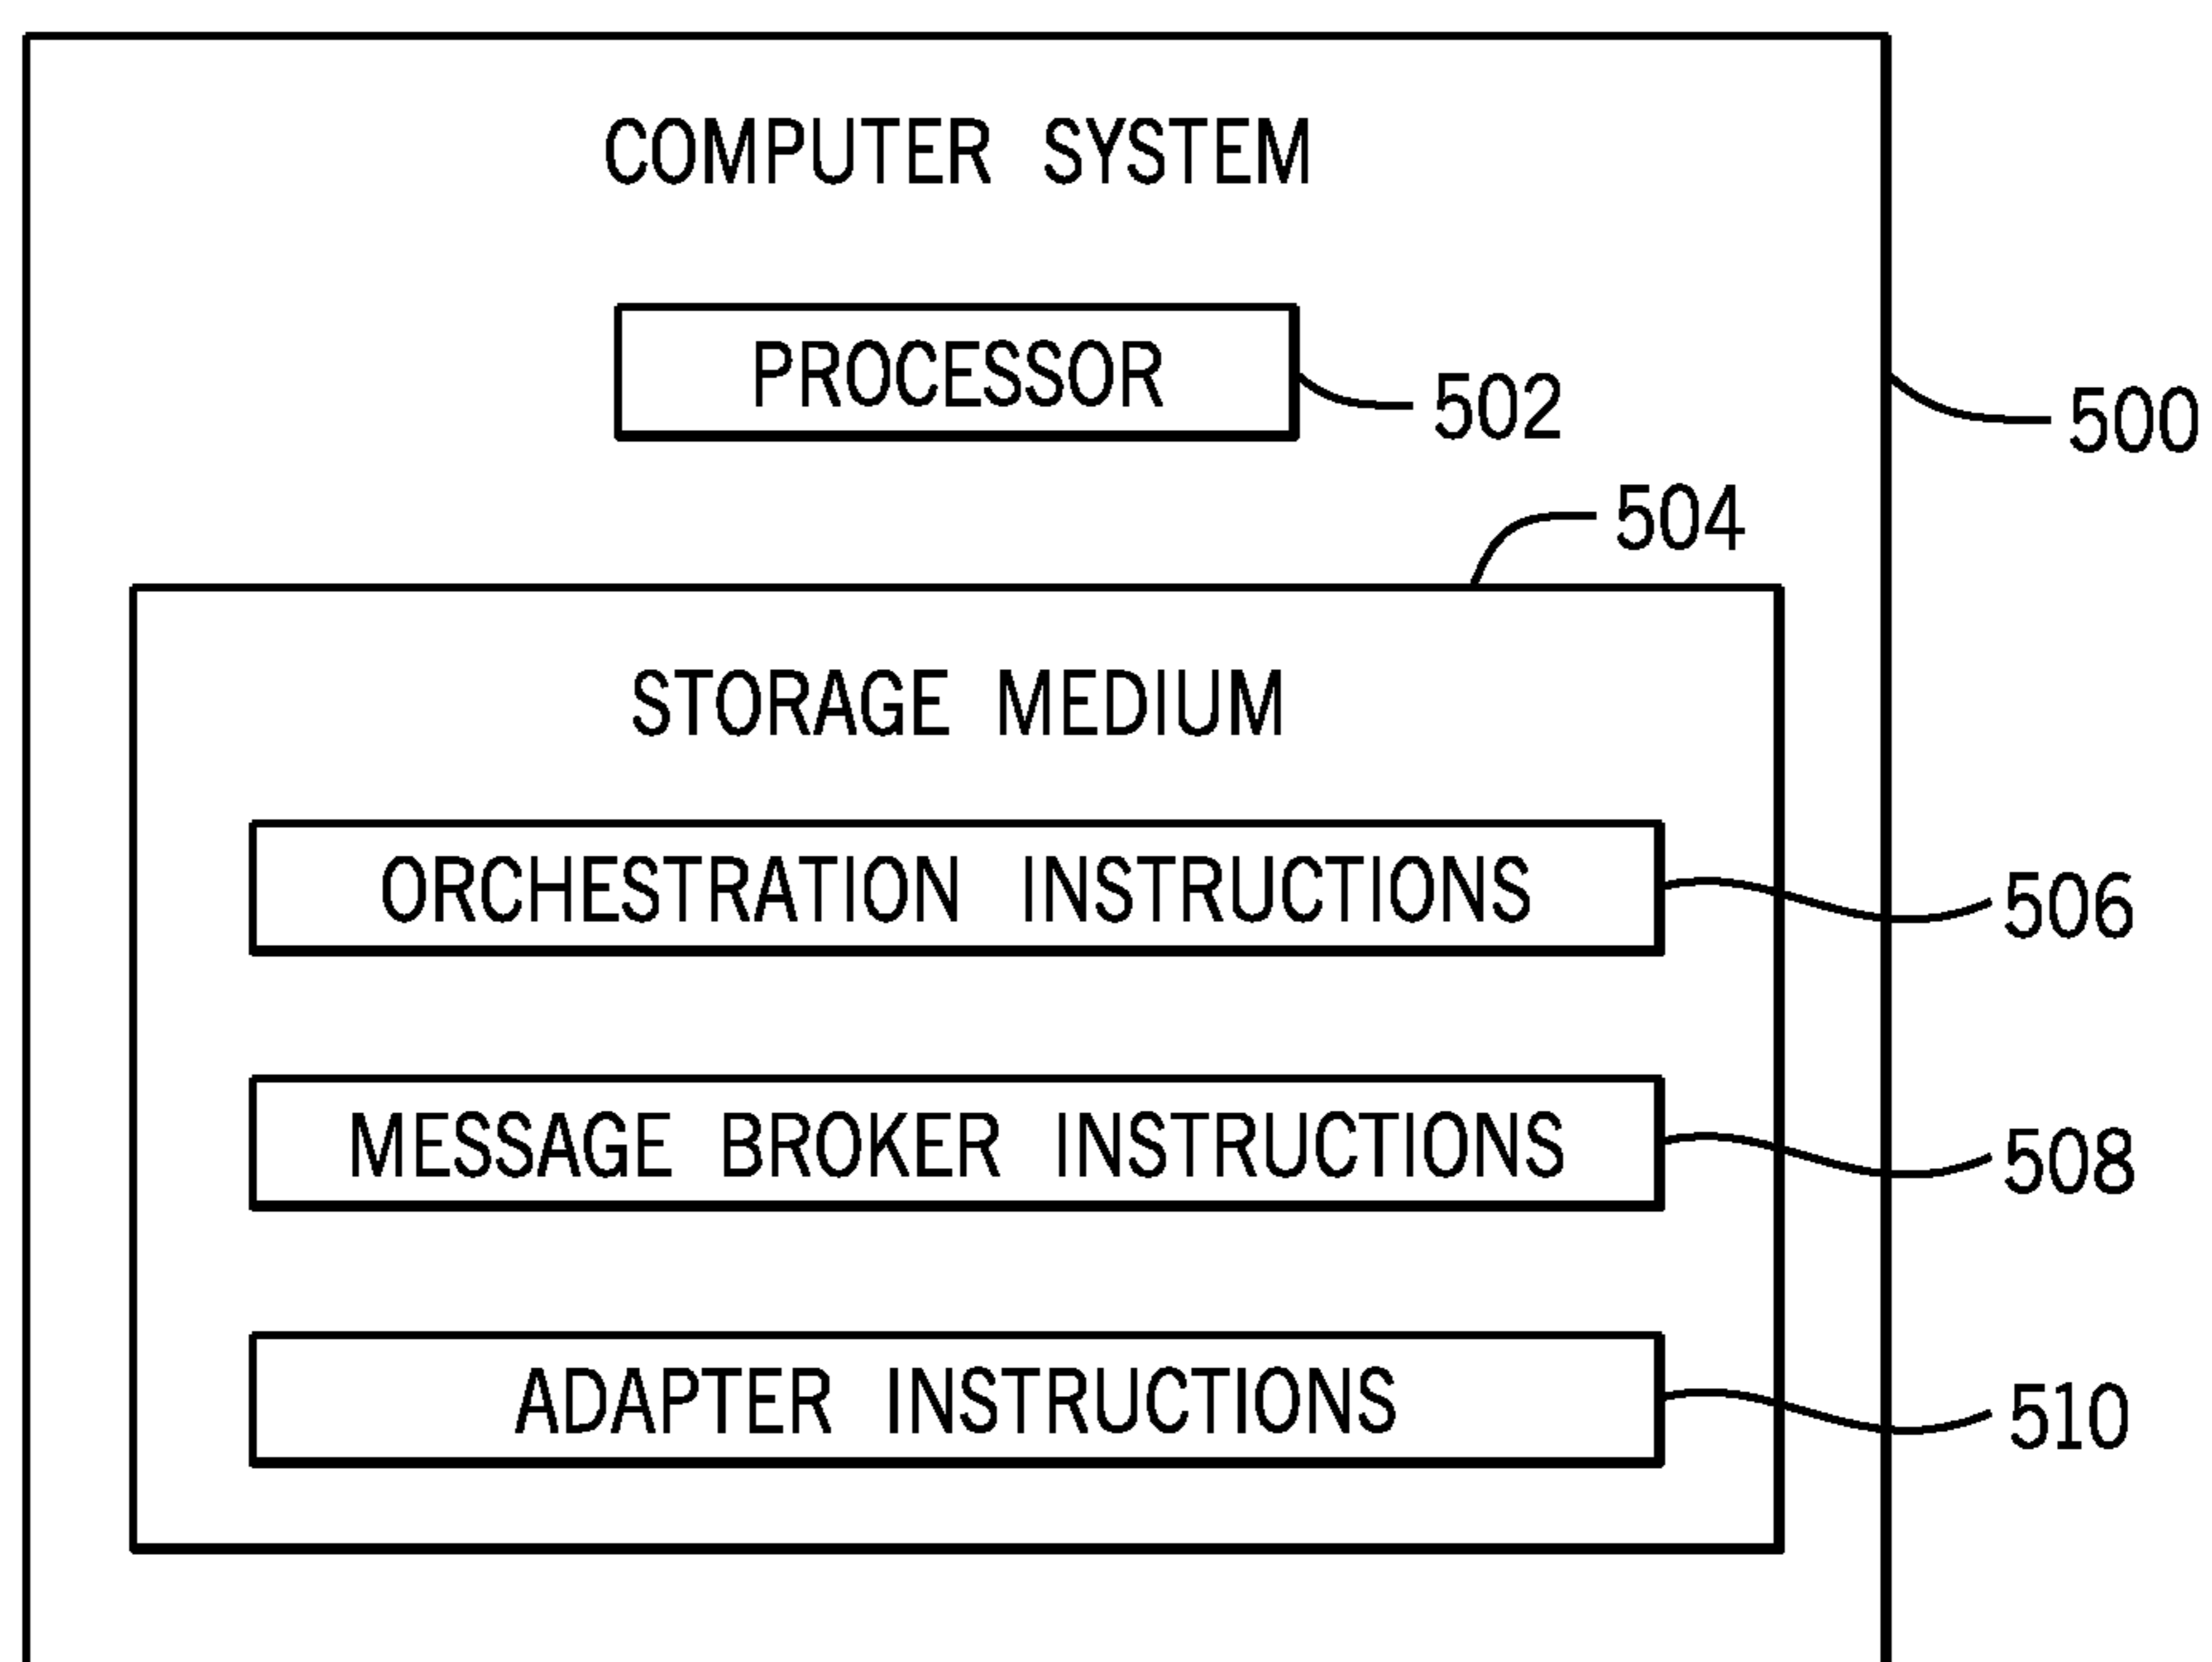 COMPUTER SYSTEM
PROCESSOR
502
500
504
STORAGE MEDIUM
ORCHESTRATION INSTRUCTIONS
506
MESSAGE BROKER INSTRUCTIONS
508
ADAPTER INSTRUCTIONS
510